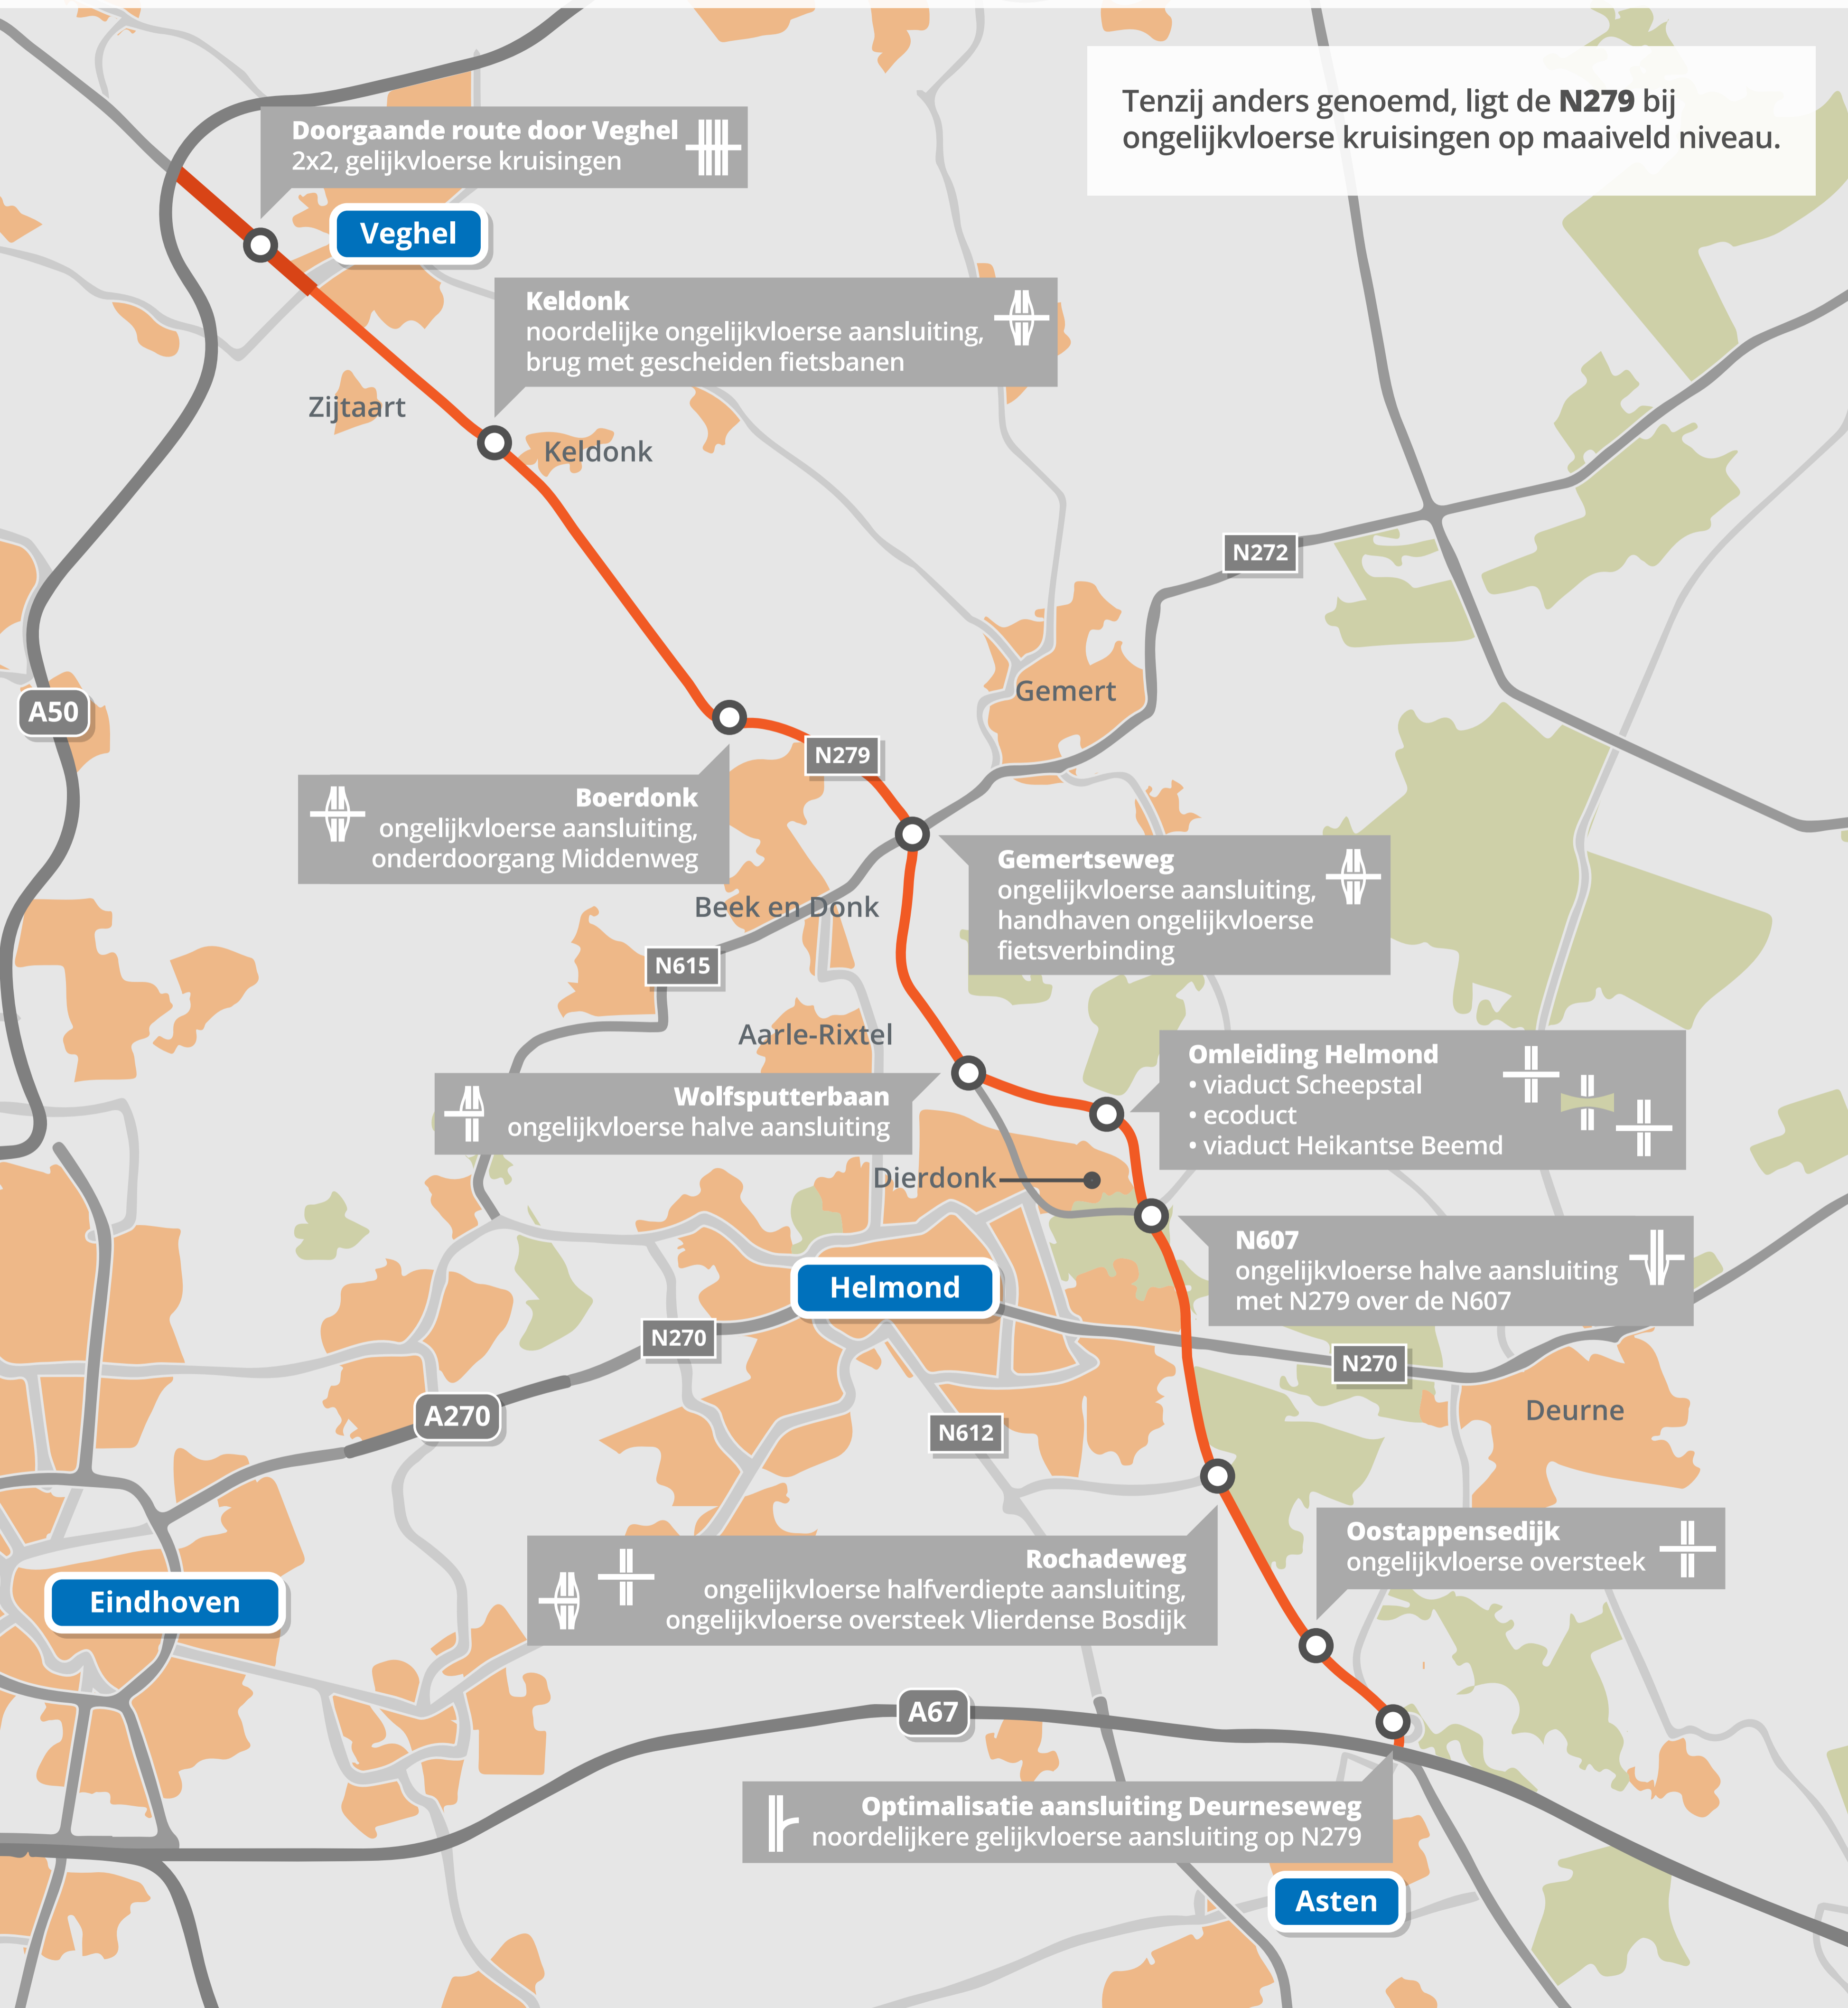 Tenzij anders genoemd, ligt de N279 bij
ongelijkvloerse kruisingen op maaiveld niveau.
Doorgaande route door Veghel
2x2, gelijkvloerse kruisingen
Veghel
Keldonk
noordelijke ongelijkvloerse aansluiting,
brug met gescheiden fietsbanen
Zijtaart
Keldonk
N272
Gemert
A50
N279
Boerdonk
ongelijkvloerse aansluiting,
onderdoorgang Middenweg
Gemertseweg
ongelijkvloerse aansluiting,
handhaven ongelijkvloerse
fietsverbinding
Beek en Donk
N615
Aarle-Rixtel
Omleiding Helmond
• viaduct Scheepstal
• ecoduct
• viaduct Heikantse Beemd
Wolfsputterbaan
ongelijkvloerse halve aansluiting
Dierdonk
N607
ongelijkvloerse halve aansluiting
met N279 over de N607
Helmond
N270
N270
Deurne
A270
N612
Oostappensedijk
ongelijkvloerse oversteek
Rochadeweg
ongelijkvloerse halfverdiepte aansluiting,
ongelijkvloerse oversteek Vlierdense Bosdijk
Eindhoven
A67
Optimalisatie aansluiting Deurneseweg
noordelijkere gelijkvloerse aansluiting op N279
Asten